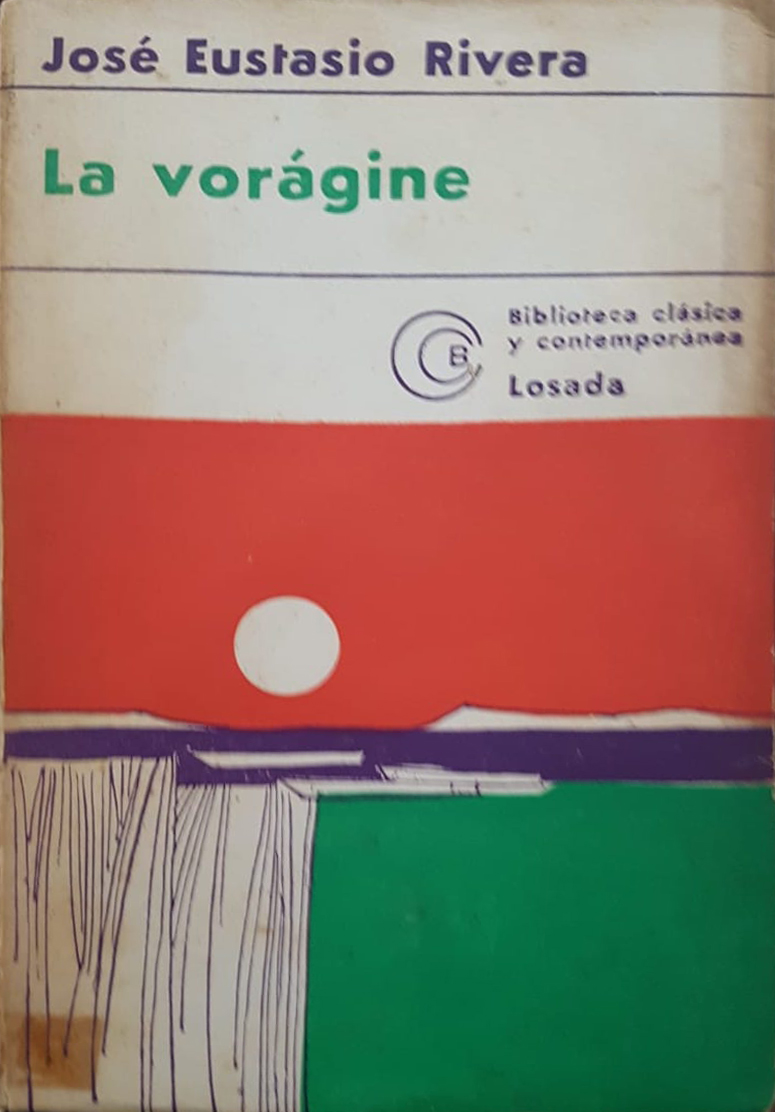 José Eustasio Rivera
La vorágine
B
Biblioteca clásica
y contemporánea
Losada